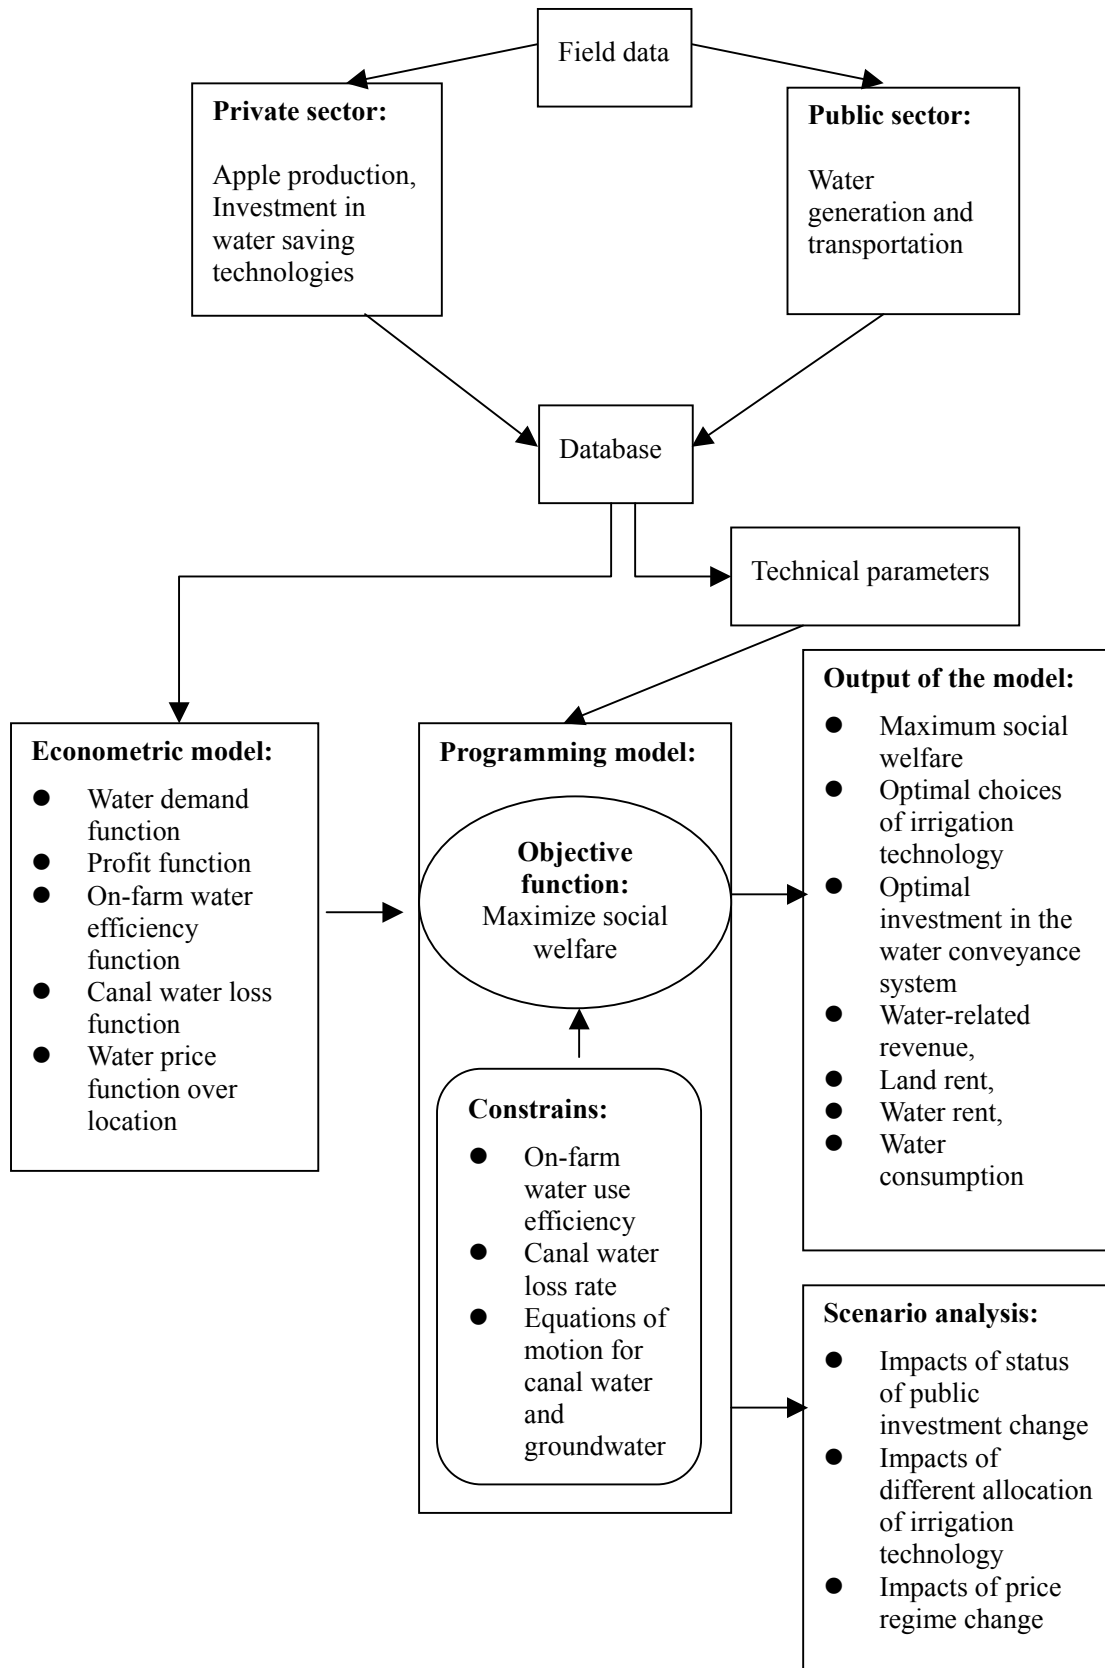 Field data
Private sector:
Apple production,
Investment in
water saving
technologies
Public sector:
Water
generation and
transportation
Database
Technical parameters
Econometric model:
● Water demand
function
● Profit function
● On-farm water
efficiency
function
● Canal water loss
function
● Water price
function over
location
Programming model:
Objective
function:
Maximize social
welfare
Constrains:
● On-farm
water use
efficiency
● Canal water
loss rate
● Equations of
motion for
canal water
and
groundwater
Output of the model:
● Maximum social
welfare
● Optimal choices
of irrigation
technology
● Optimal
investment in the
water conveyance
system
● Water-related
revenue,
● Land rent,
● Water rent,
● Water
consumption
Scenario analysis:
● Impacts of status
of public
investment change
● Impacts of
different allocation
of irrigation
technology
● Impacts of price
regime change